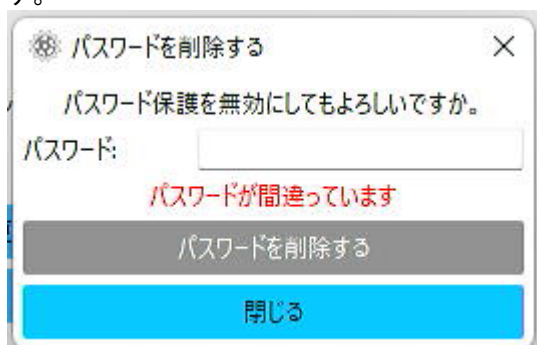 す。
パスワードを削除する
パスワード保護を無効にしてもよろしいですか。
パスワード:
パスワードが間違っています
パスワードを削除する
閉じる